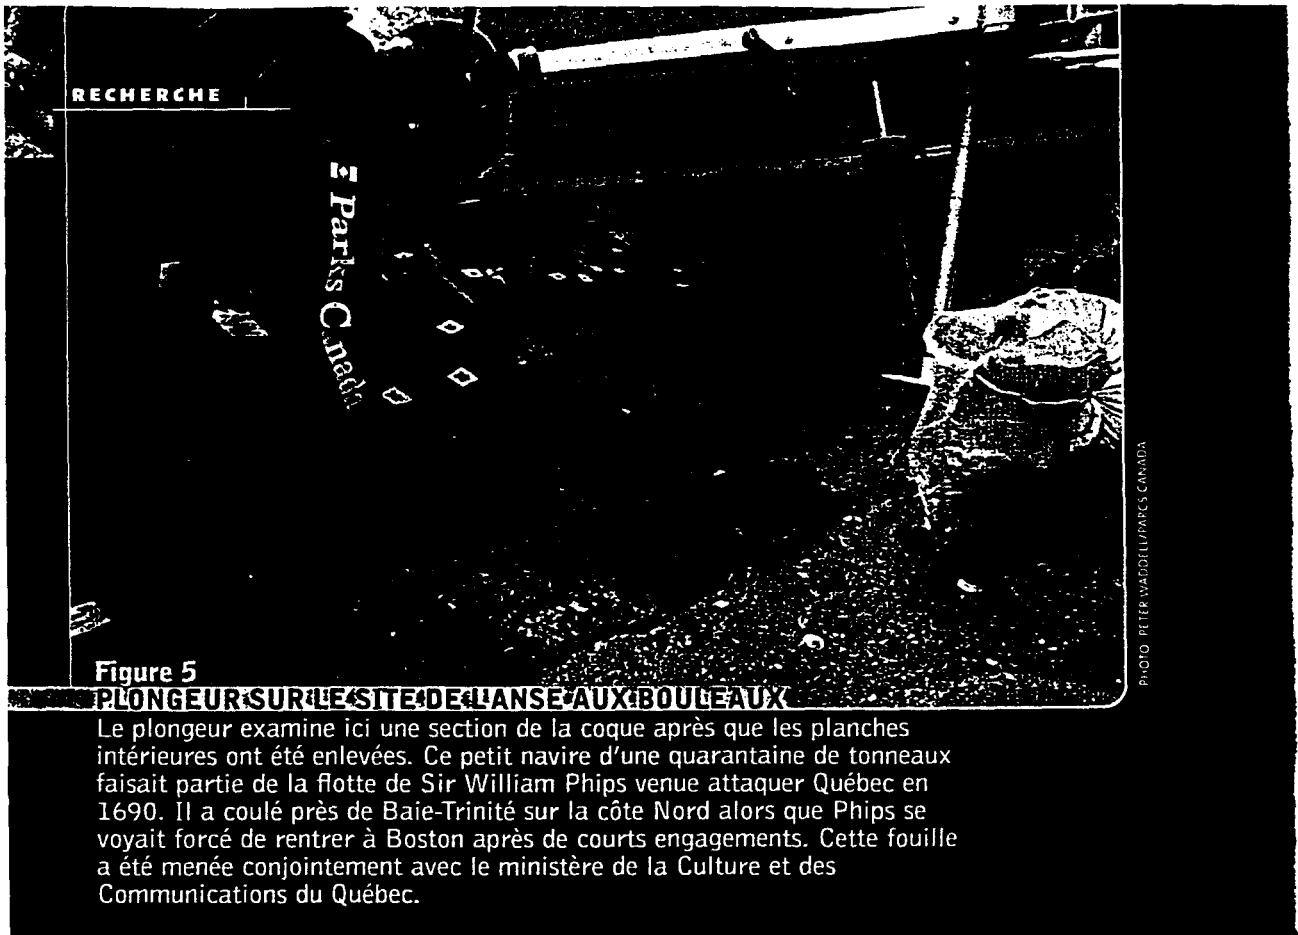 RECHERCHE
Parks Canada
PHOTO PETER WADDELL/PARCS CANADA
Figure 5
PLONGEUR SUR LE SITE DE L'ANSE AUX BOULEAUX
Le plongeur examine ici une section de la coque après que les planches
intérieures ont été enlevées. Ce petit navire d'une quarantaine de tonneaux
faisait partie de la flotte de Sir William Phips venue attaquer Québec en
1690. Il a coulé près de Baie-Trinité sur la côte Nord alors que Phips se
voyait forcé de rentrer à Boston après de courts engagements. Cette fouille
a été menée conjointement avec le ministère de la Culture et des
Communications du Québec.